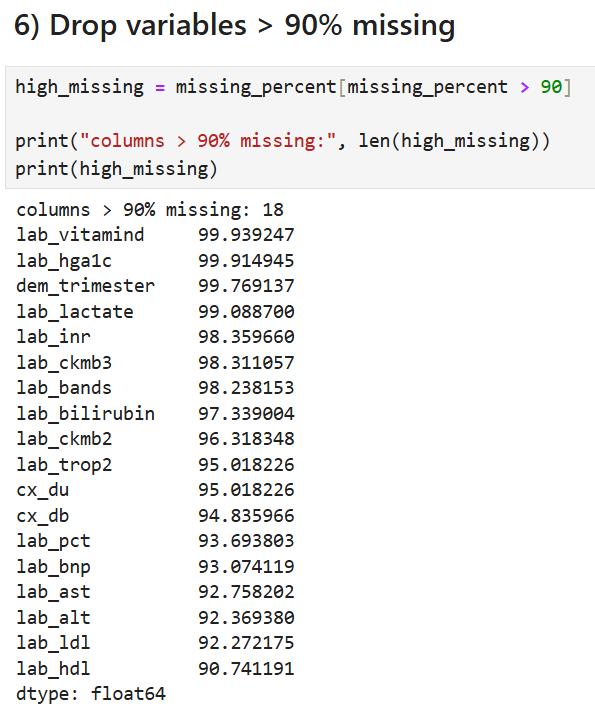 6) Drop variables > 90% missing
high_missing = missing_percent[missing_percent > 90]
print("columns > 90% missing:", len(high_missing))
print(high_missing)
columns > 90% missing: 18
lab_vitamind     99.939247
lab_hga1c        99.914945
dem_trimester    99.769137
lab_lactate      99.088700
lab_inr          98.359660
lab_ckmb3        98.311057
lab_bands        98.238153
lab_bilirubin    97.339004
lab_ckmb2        96.318348
lab_trop2        95.018226
cx_du            95.018226
cx_db            94.835966
lab_pct          93.693803
lab_bnp          93.074119
lab_ast          92.758202
lab_alt          92.369380
lab_ldl          92.272175
lab_hdl          90.741191
dtype: float64